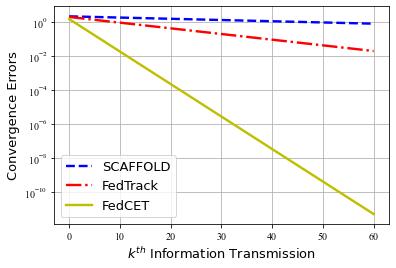 Convergence Errors
10^0
10^-2
10^-4
10^-6
10^-8
10^-10
SCAFFOLD
FedTrack
FedCET
0 10 20 30 40 50 60
k^th Information Transmission